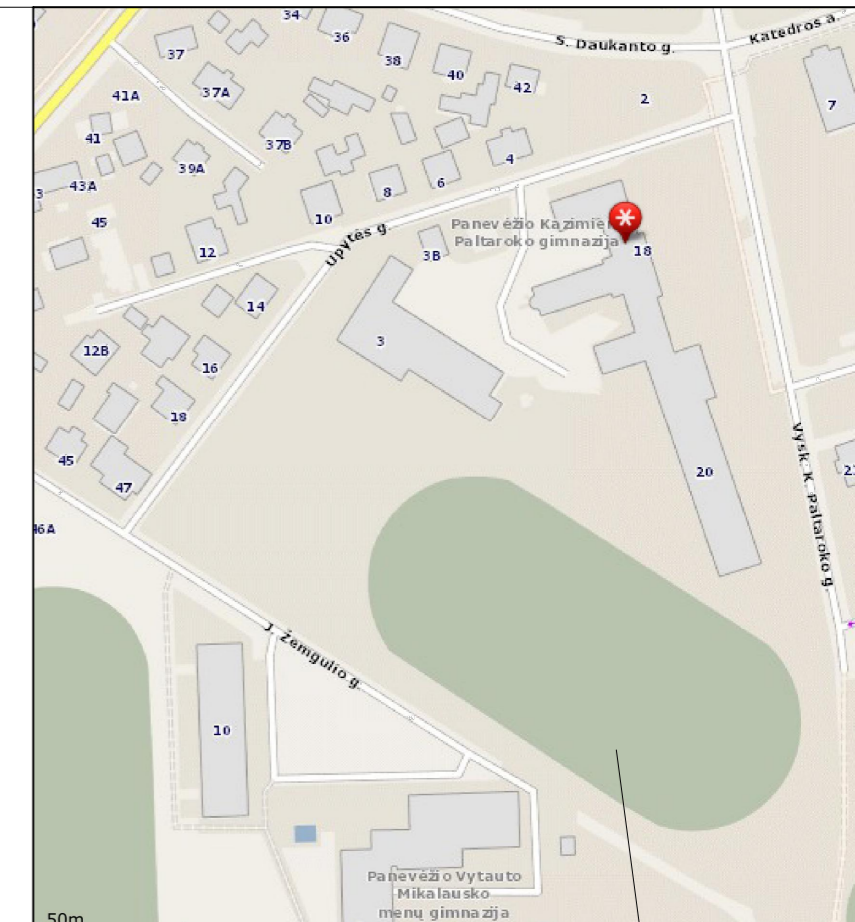 34
36
37
38
S. Daukanto g.
Katedros a.
40
42
2
7
41A
37A
41
37B
39A
4
6
8
43A
3
45
10
12
Upytės g.
3B
Panevėžio Kazimie
Paltaroko gimnazija
18
14
3
12B
16
18
45
47
20
Vysk. K. Paltaroko g.
46A
J. Žemgulio g.
10
Panevėžio Vytauto
Mikalausko
menų gimnazija
50m